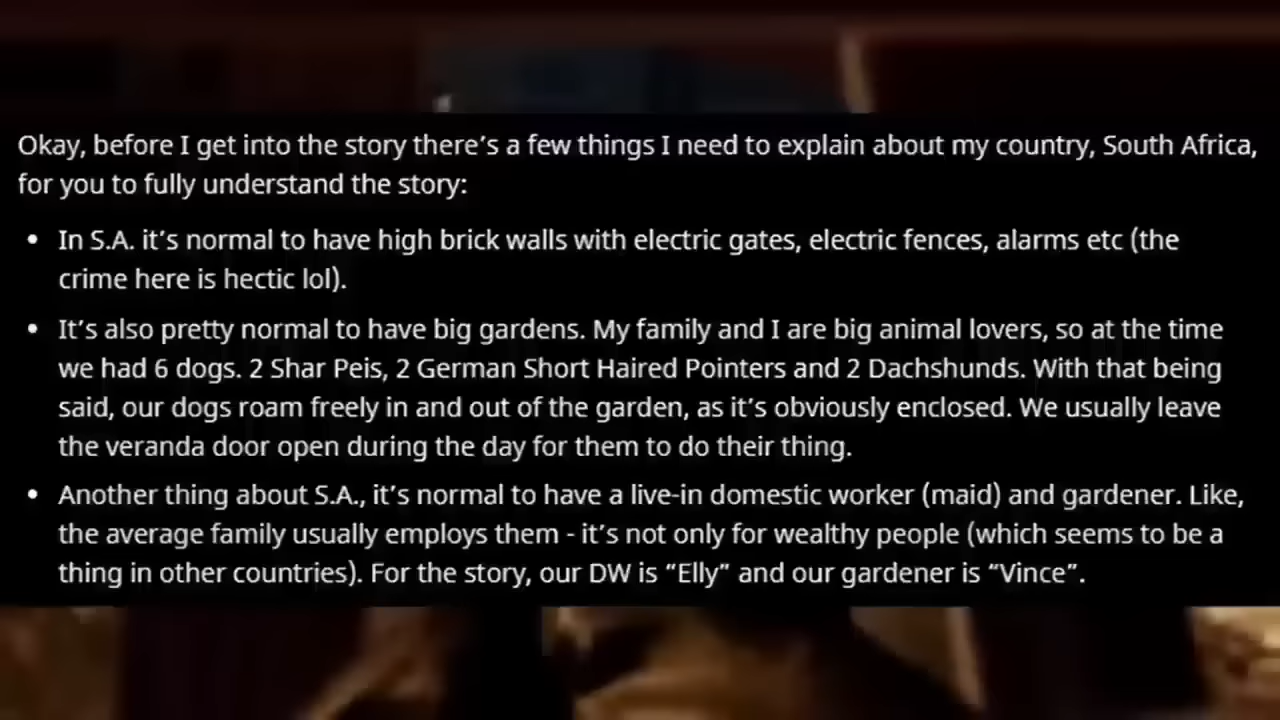 Okay, before I get into the story there's a few things I need to explain about my country, South Africa,
for you to fully understand the story:
• In S.A. it's normal to have high brick walls with electric gates, electric fences, alarms etc (the
crime here is hectic lol).
• It's also pretty normal to have big gardens. My family and I are big animal lovers, so at the time
we had 6 dogs. 2 Shar Peis, 2 German Short Haired Pointers and 2 Dachshunds. With that being
said, our dogs roam freely in and out of the garden, as it's obviously enclosed. We usually leave
the veranda door open during the day for them to do their thing.
• Another thing about S.A., it's normal to have a live-in domestic worker (maid) and gardener. Like,
the average family usually employs them - it's not only for wealthy people (which seems to be a
thing in other countries). For the story, our DW is “Elly” and our gardener is “Vince”.